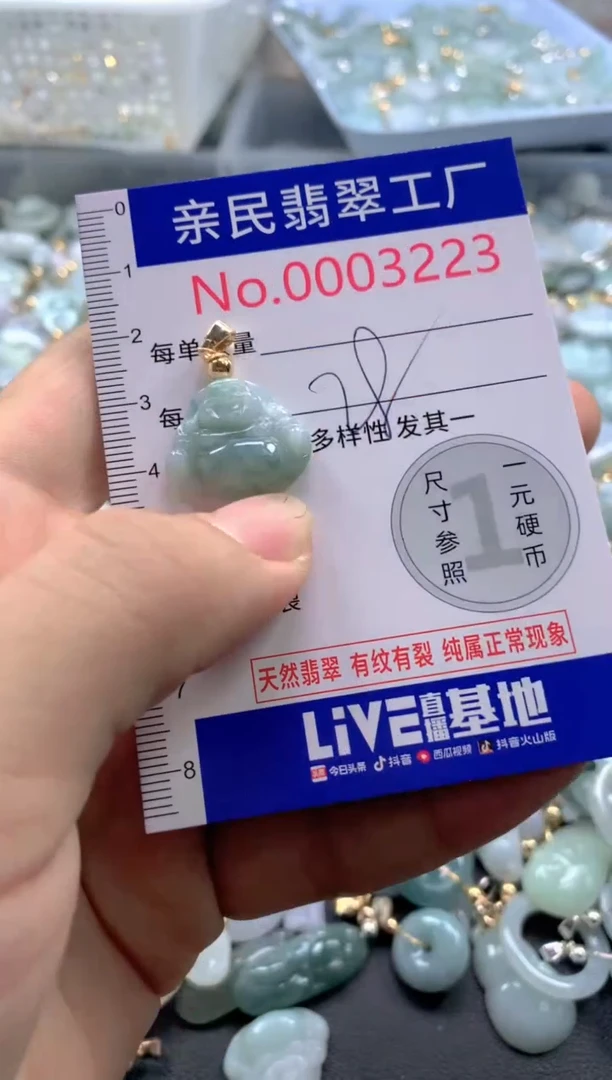 0
亲民翡翠工厂
1
No.0003223
2
每单 量
3
每
多样性 发其一
4
尺寸参照
1
一元硬币
天然翡翠 有纹有裂 纯属正常现象
7
LiVE直播基地
8
今日头条 抖音 西瓜视频 抖音火山版